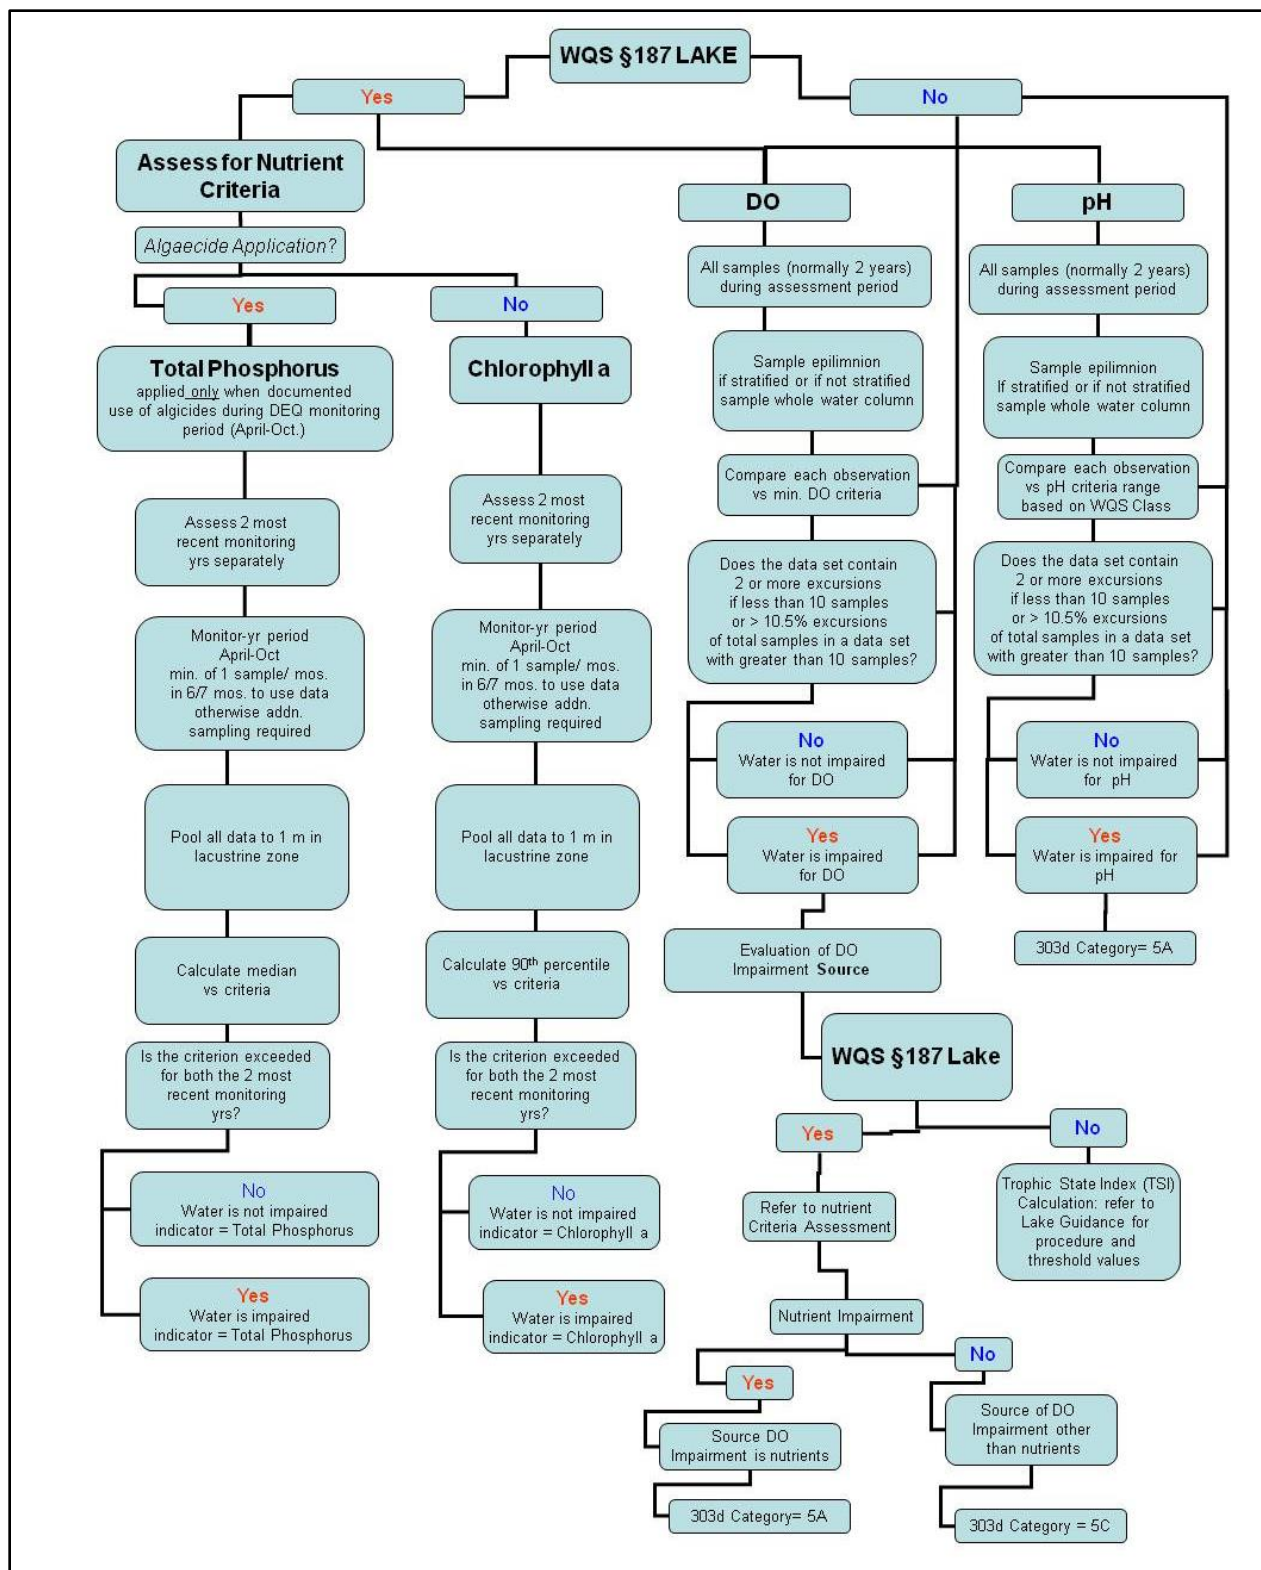 WQS §187 LAKE
Yes
No
Assess for Nutrient
Criteria
Algaecide Application?
Yes
No
Total Phosphorus
applied only when documented
use of algicides during DEQ monitoring
period (April-Oct.)
Assess 2 most
recent monitoring
yrs separately
Monitor-yr period
April-Oct
min. of 1 sample/ mos.
in 6/7 mos. to use data
otherwise addn.
sampling required
Pool all data to 1 m in
lacustrine zone
Calculate median
vs criteria
Is the criterion exceeded
for both the 2 most
recent monitoring
yrs?
No
Water is not impaired
indicator = Total Phosphorus
Yes
Water is impaired
indicator = Total Phosphorus
Chlorophyll a
Assess 2 most
recent monitoring
yrs separately
Monitor-yr period
April-Oct
min. of 1 sample/ mos.
in 6/7 mos. to use data
otherwise addn.
sampling required
Pool all data to 1 m in
lacustrine zone
Calculate 90th percentile
vs criteria
Is the criterion exceeded
for both the 2 most
recent monitoring
yrs?
No
Water is not impaired
indicator = Chlorophyll a
Yes
Water is impaired
indicator = Chlorophyll a
DO
All samples (normally 2 years)
during assessment period
Sample epilimnion
if stratified or if not stratified
sample whole water column
Compare each observation
vs min. DO criteria
Does the data set contain
2 or more excursions
if less than 10 samples
or > 10.5% excursions
of total samples in a data set
with greater than 10 samples?
No
Water is not impaired
for DO
Yes
Water is impaired
for DO
Evaluation of DO
Impairment Source
pH
All samples (normally 2 years)
during assessment period
Sample epilimnion
If stratified or if not stratified
sample whole water column
Compare each observation
vs pH criteria range
based on WQS Class
Does the data set contain
2 or more excursions
if less than 10 samples
or > 10.5% excursions
of total samples in a data set
with greater than 10 samples?
No
Water is not impaired
for pH
Yes
Water is impaired for
pH
303d Category= 5A
WQS §187 Lake
Yes
No
Refer to nutrient
Criteria Assessment
Trophic State Index (TSI)
Calculation: refer to
Lake Guidance for
procedure and
threshold values
Nutrient Impairment
Yes
No
Source DO
Impairment is nutrients
Source of DO
Impairment other
than nutrients
303d Category= 5A
303d Category = 5C